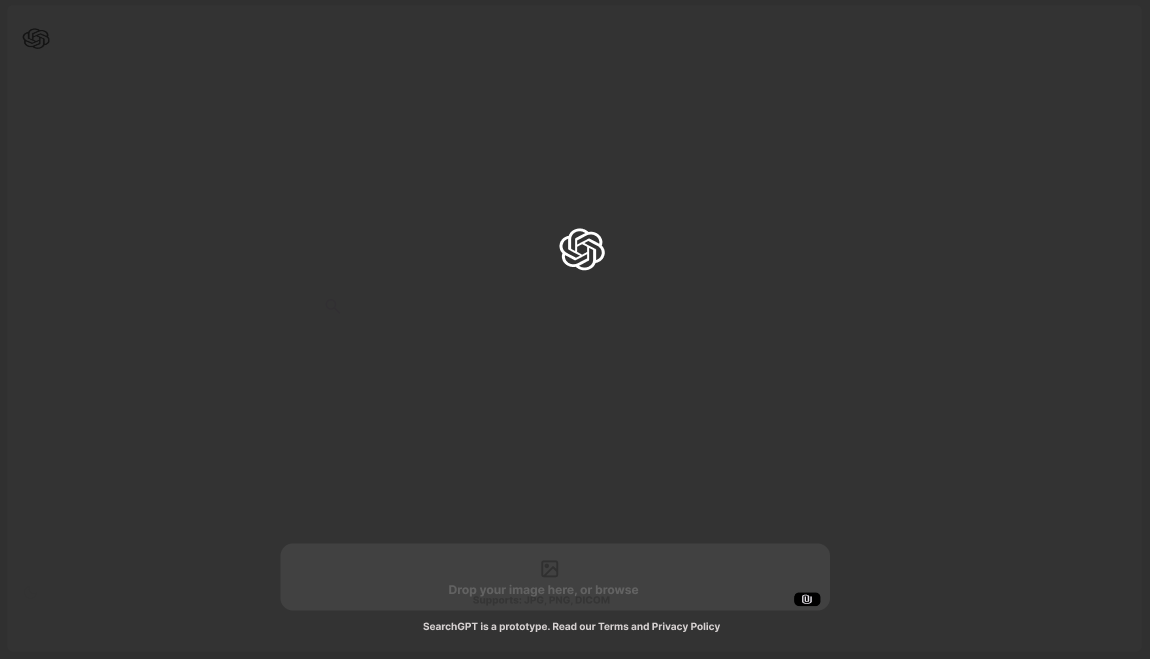 Drop your image here, or browse
Supports: JPG, PNG, DICOM
SearchGPT is a prototype. Read our Terms and Privacy Policy